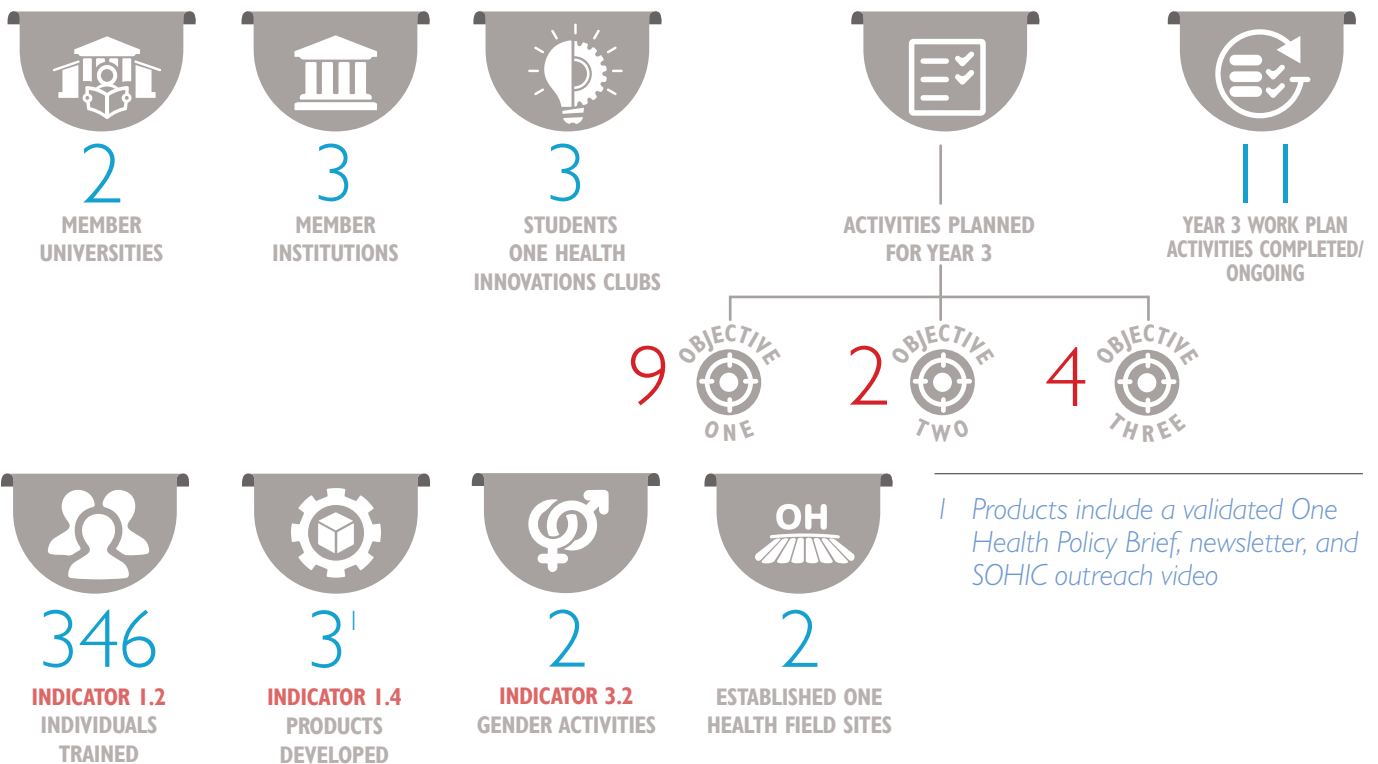 2
MEMBER
UNIVERSITIES
3
MEMBER
INSTITUTIONS
3
STUDENTS
ONE HEALTH
INNOVATIONS CLUBS
ACTIVITIES PLANNED
FOR YEAR 3
9
OBJECTIVE
ONE
2
OBJECTIVE
TWO
4
OBJECTIVE
THREE
11
YEAR 3 WORK PLAN
ACTIVITIES COMPLETED/
ONGOING
346
INDICATOR 1.2
INDIVIDUALS
TRAINED
3¹
INDICATOR 1.4
PRODUCTS
DEVELOPED
2
INDICATOR 3.2
GENDER ACTIVITIES
OH
2
ESTABLISHED ONE
HEALTH FIELD SITES
1 Products include a validated One
Health Policy Brief, newsletter, and
SOHIC outreach video